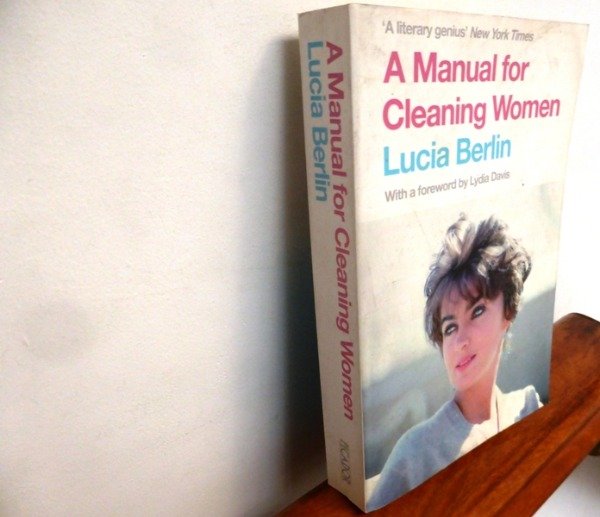 A Manual for Cleaning Women
Lucia Berlin
PICADOR
'A literary genius' New York Times
A Manual for
Cleaning Women
Lucia Berlin
With a foreword by Lydia Davis